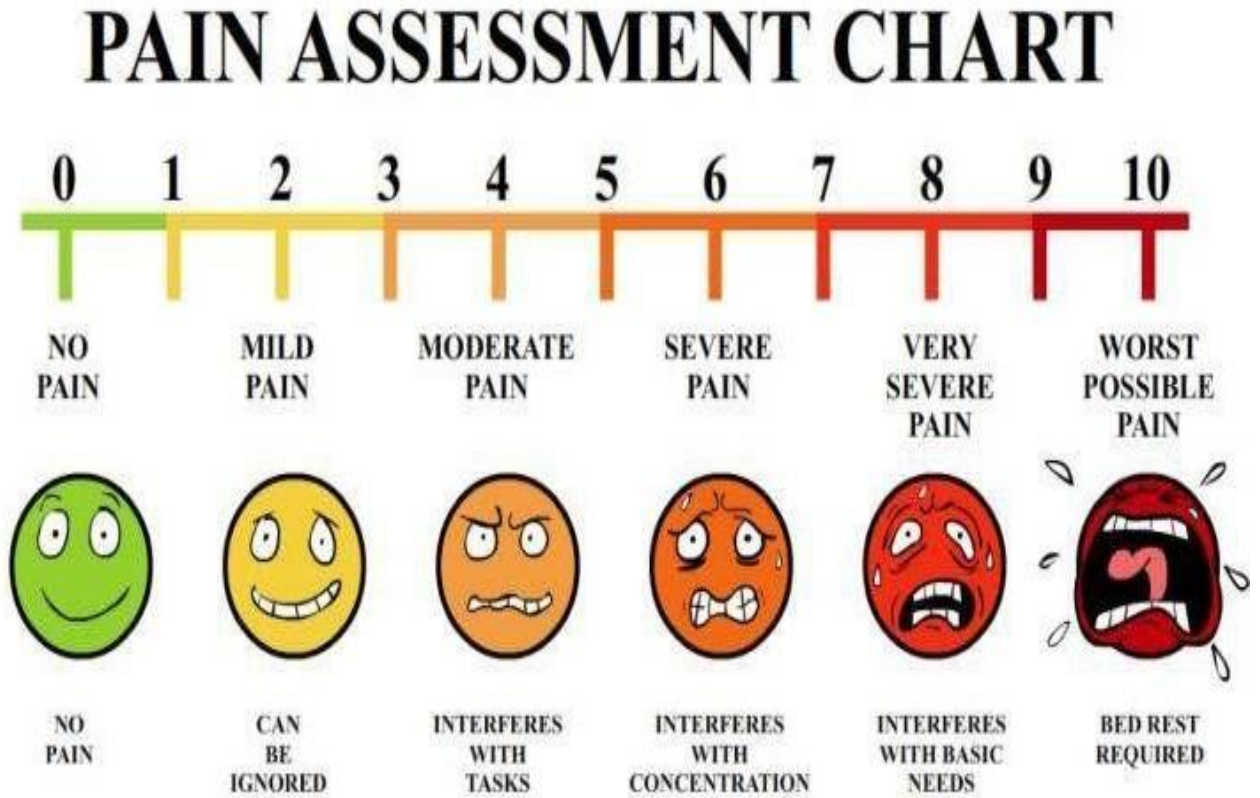 PAIN ASSESSMENT CHART
0 1 2 3 4 5 6 7 8 9 10
NO
PAIN
MILD
PAIN
MODERATE
PAIN
SEVERE
PAIN
VERY
SEVERE
PAIN
WORST
POSSIBLE
PAIN
NO
PAIN
CAN
BE
IGNORED
INTERFERES
WITH
TASKS
INTERFERES
WITH
CONCENTRATION
INTERFERES
WITH BASIC
NEEDS
BED REST
REQUIRED